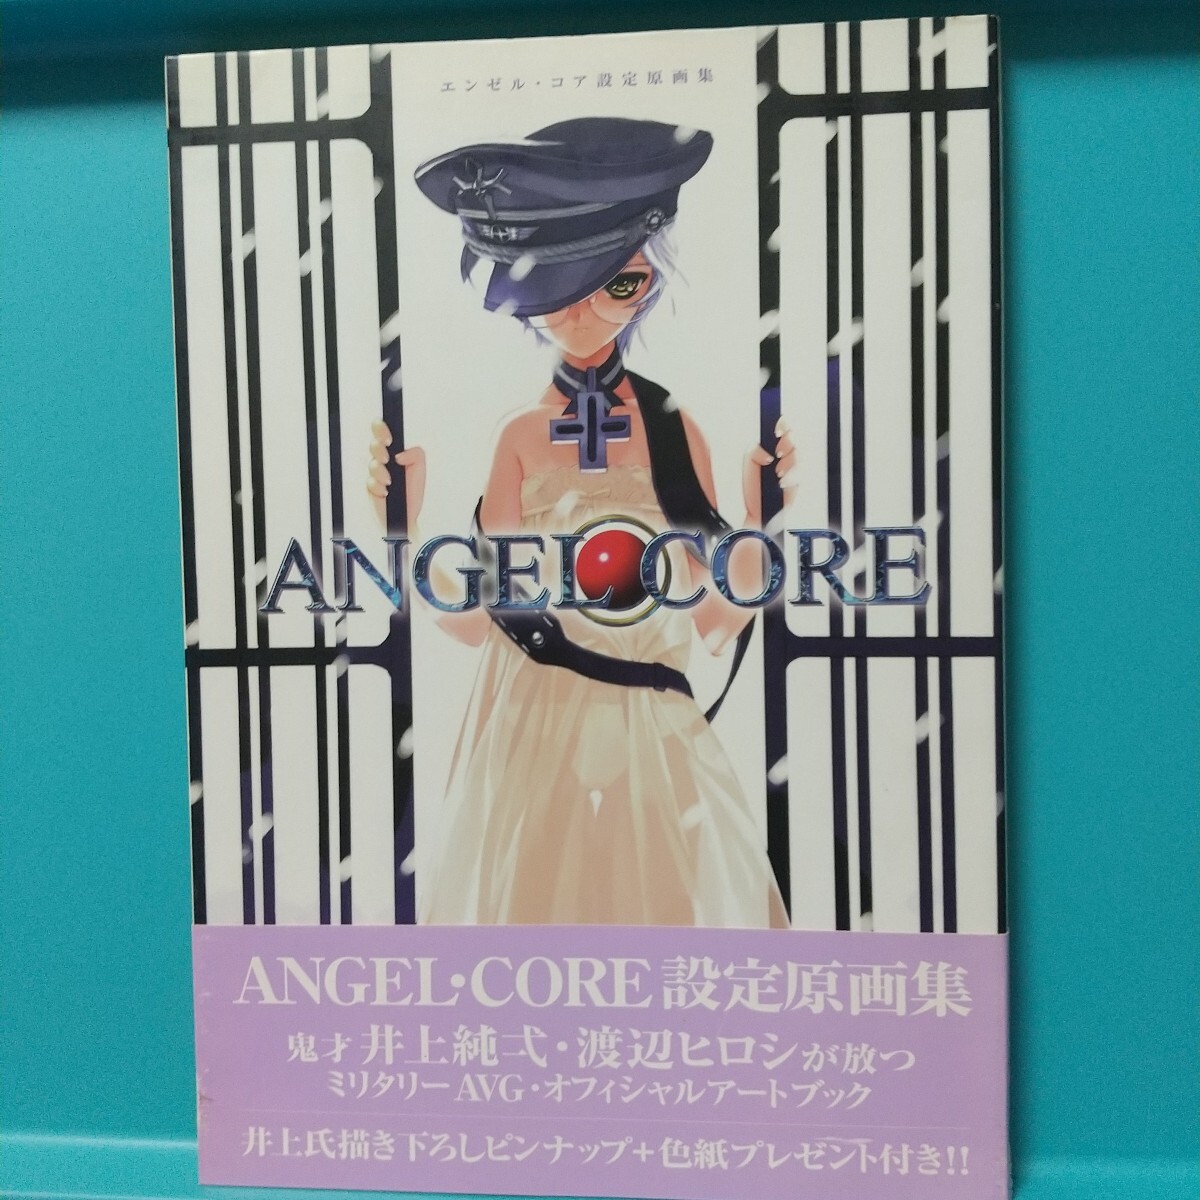 エンゼル・コア設定原画集
ANGEL CORE
ANGEL・CORE設定原画集
鬼才 井上純弌・渡辺ヒロシが放つ
ミリタリーAVG・オフィシャルアートブック
井上氏描き下ろしピンナップ+色紙プレゼント付き!!